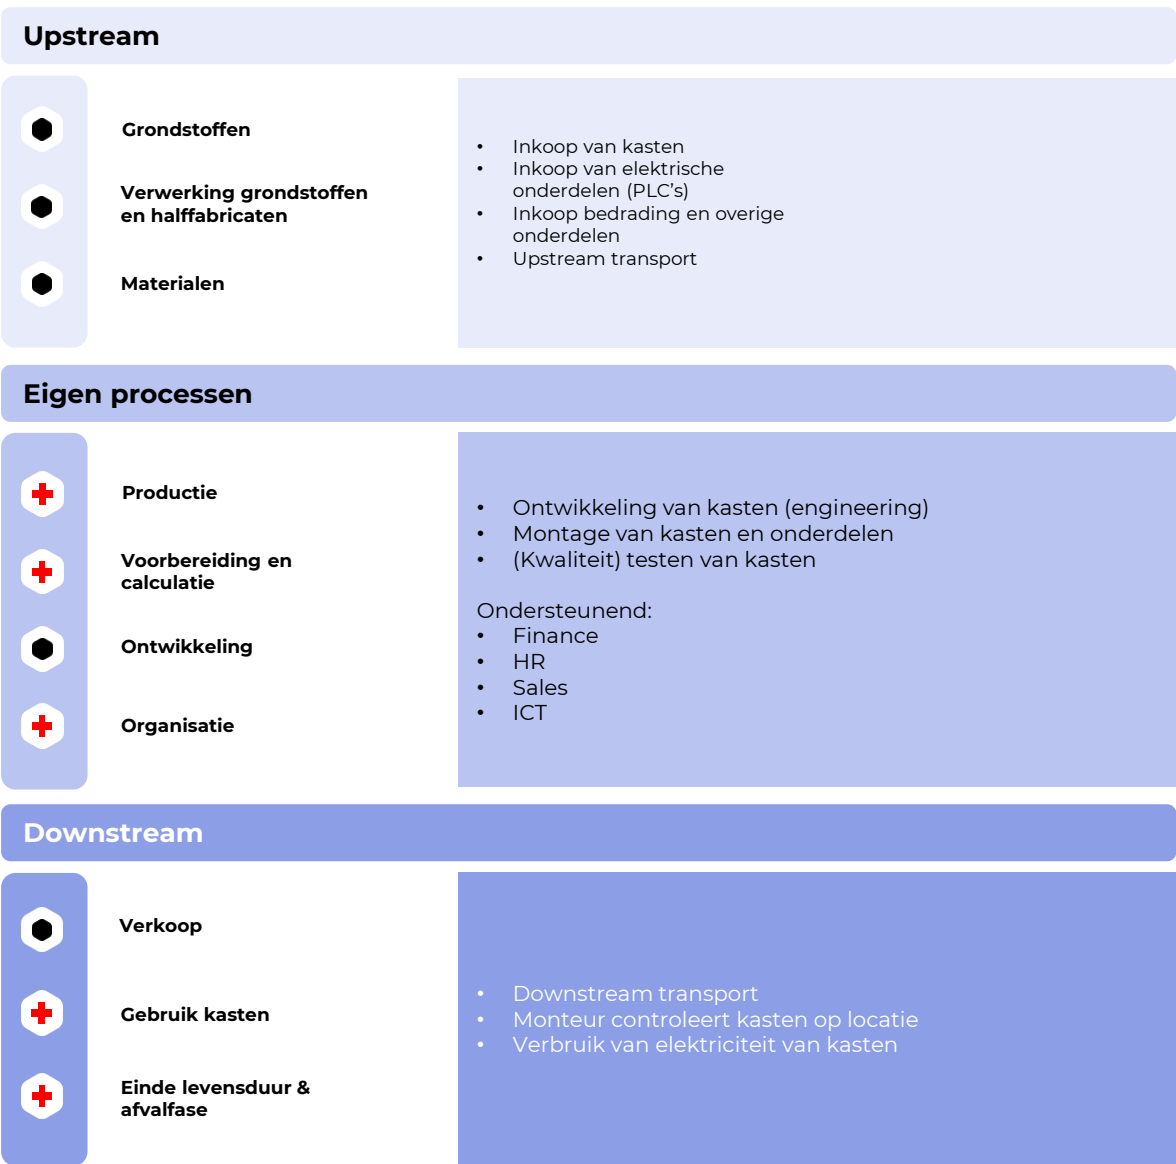 Upstream
Grondstoffen
Verwerking grondstoffen
en halffabricaten
Materialen
• Inkoop van kasten
• Inkoop van elektrische
onderdelen (PLC’s)
• Inkoop bedrading en overige
onderdelen
• Upstream transport
Eigen processen
Productie
Voorbereiding en
calculatie
Ontwikkeling
Organisatie
• Ontwikkeling van kasten (engineering)
• Montage van kasten en onderdelen
• (Kwaliteit) testen van kasten
Ondersteunend:
• Finance
• HR
• Sales
• ICT
Downstream
Verkoop
Gebruik kasten
Einde levensduur &
afvalfase
• Downstream transport
• Monteur controleert kasten op locatie
• Verbruik van elektriciteit van kasten